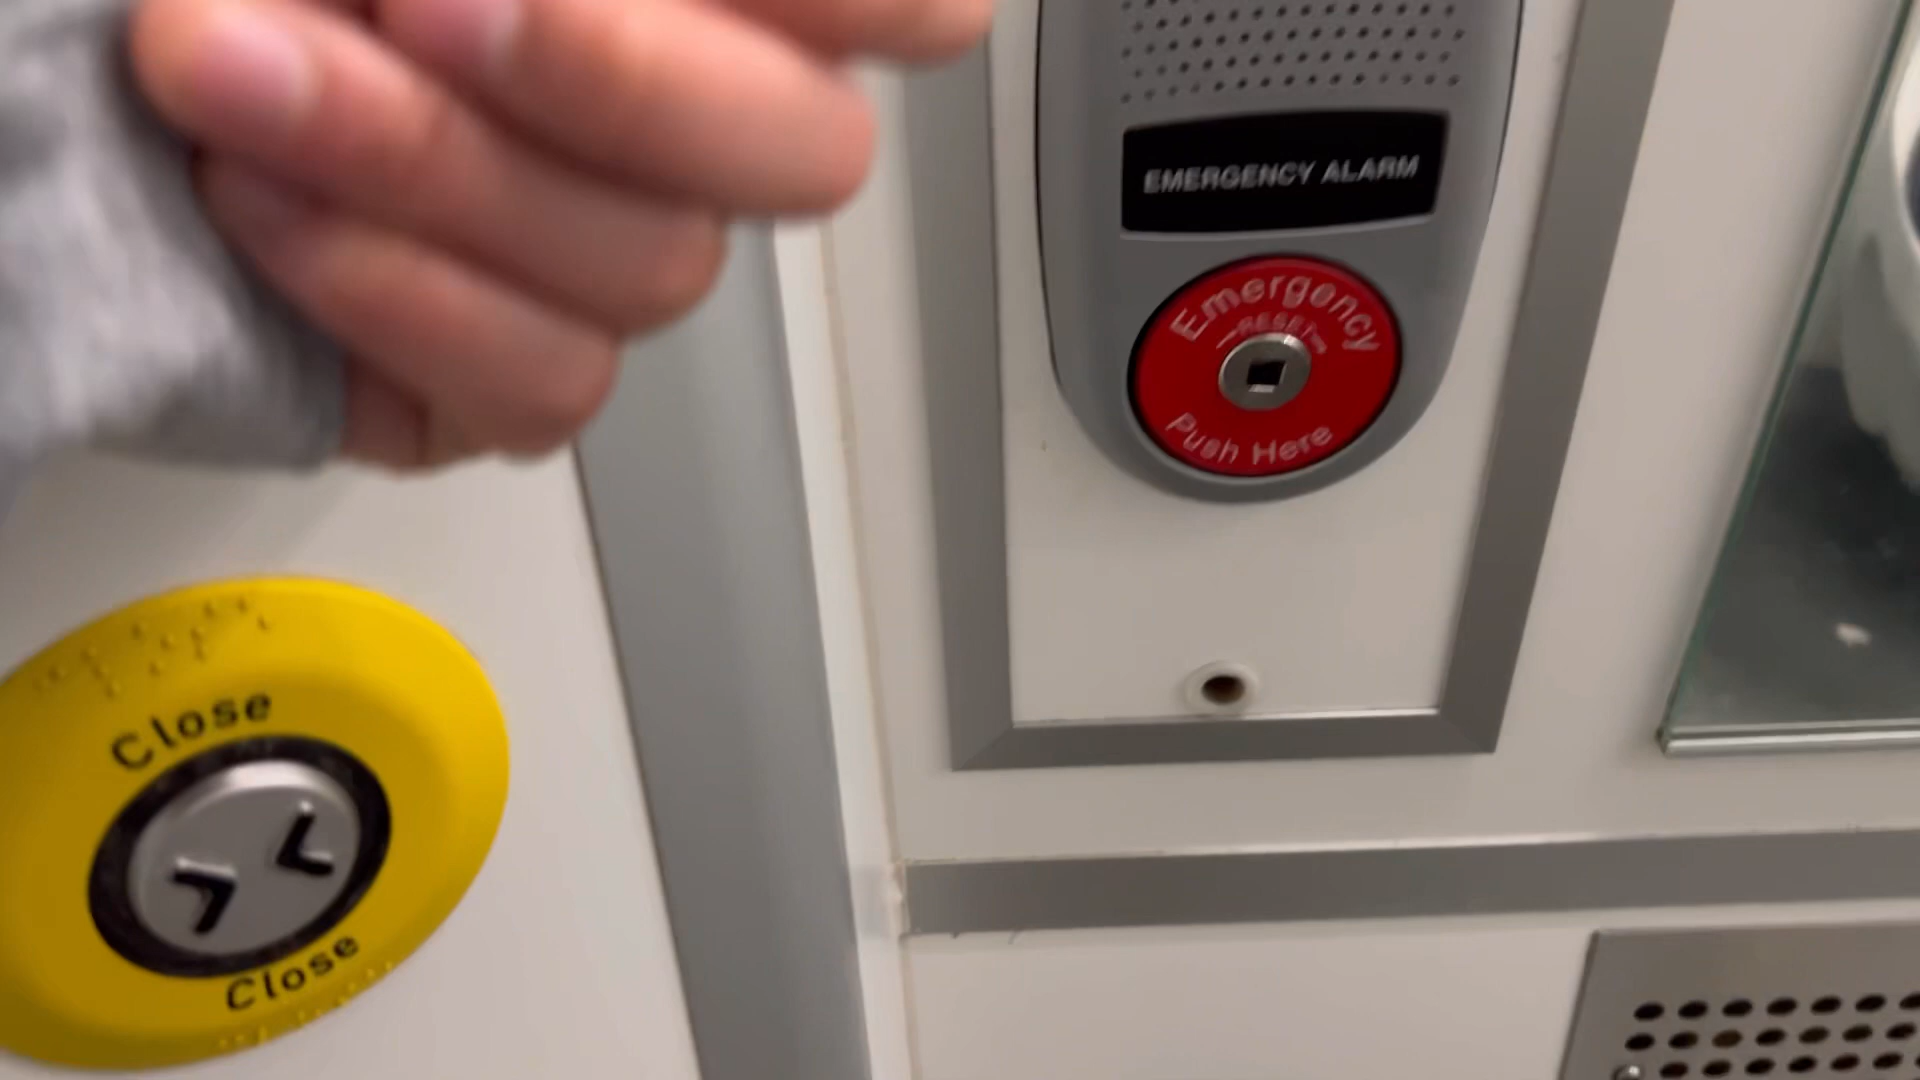 EMERGENCY ALARM
Emergency
RESET
Push Here
Close
Close